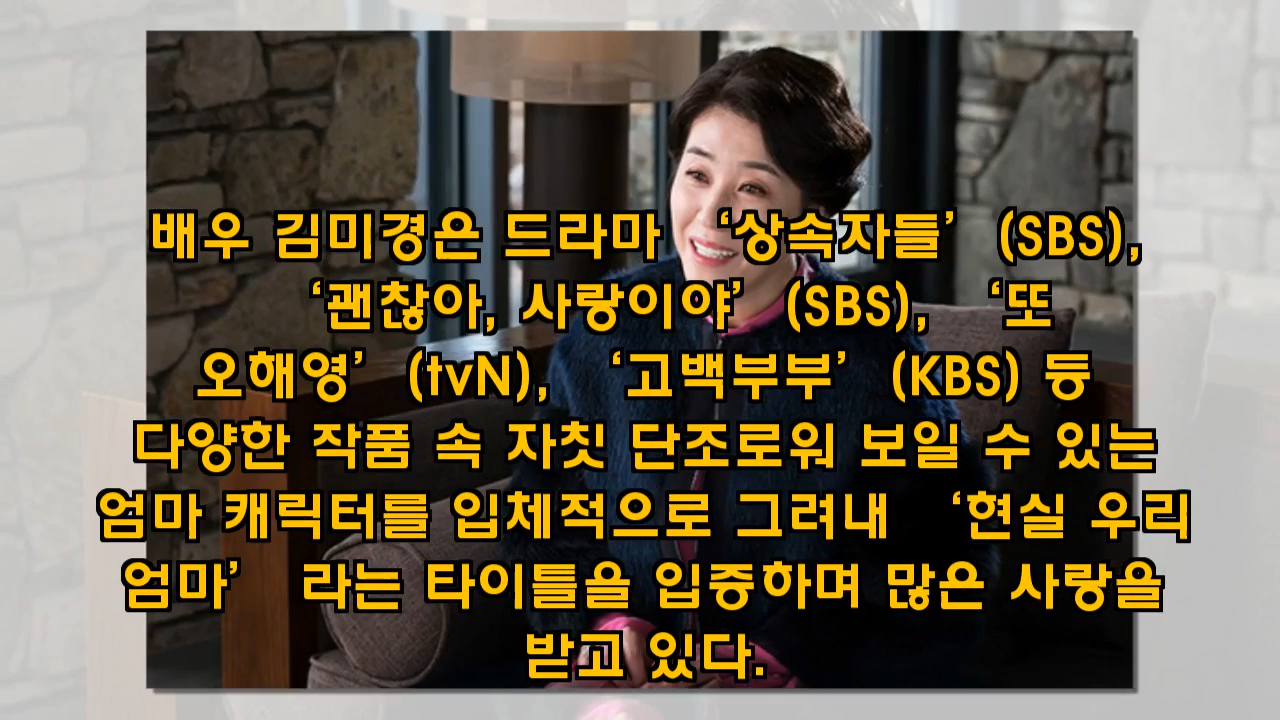 배우 김미경은 드라마 ‘상속자들’ (SBS),
‘괜찮아, 사랑이야’ (SBS), ‘또
오해영’ (tvN), ‘고백부부’ (KBS) 등
다양한 작품 속 자칫 단조로워 보일 수 있는
엄마 캐릭터를 입체적으로 그려내 ‘현실 우리
엄마’ 라는 타이틀을 입증하며 많은 사랑을
받고 있다.